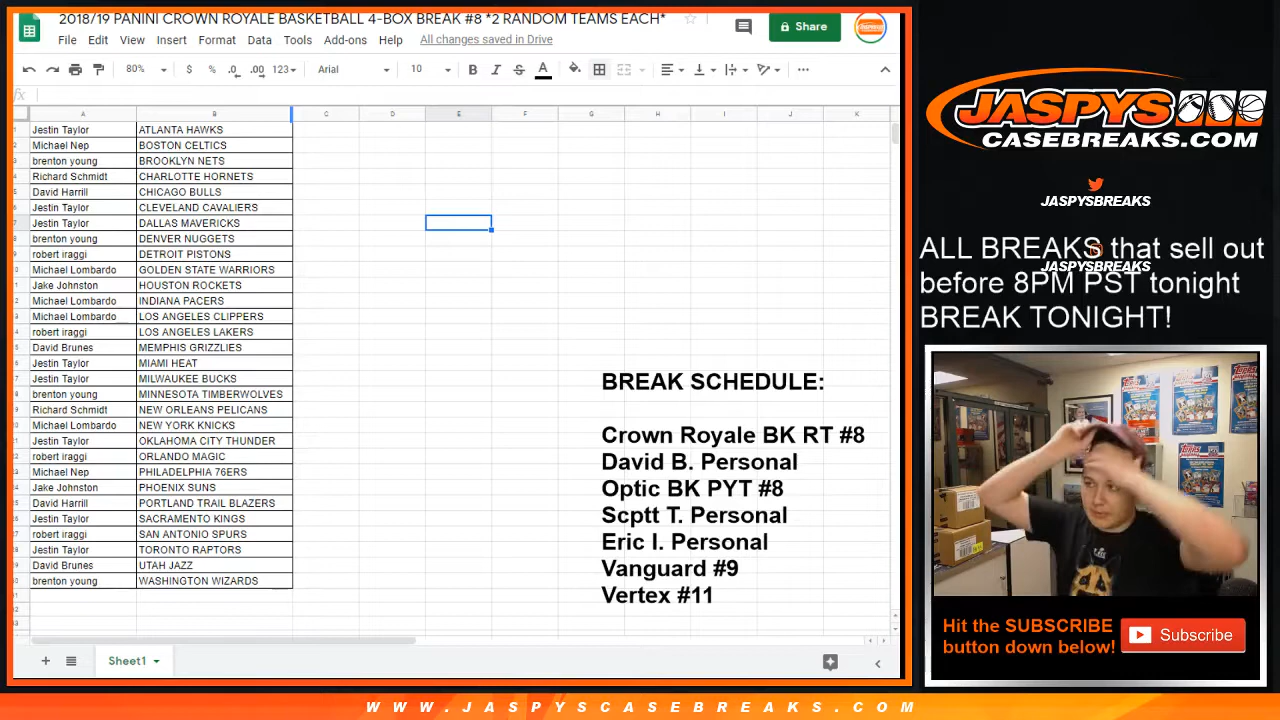 2018/19 PANINI CROWN ROYALE BASKETBALL 4-BOX BREAK #8 *2 RANDOM TEAMS EACH*
File Edit View Insert Format Data Tools Add-ons Help All changes saved in Drive
Share
80% $ % .0 .00 123 Arial 10 B I S A
fx
A B C D E F G H I J K
Jestin Taylor ATLANTA HAWKS
Michael Nep BOSTON CELTICS
brenton young BROOKLYN NETS
Richard Schmidt CHARLOTTE HORNETS
David Harrill CHICAGO BULLS
Jestin Taylor CLEVELAND CAVALIERS
Jestin Taylor DALLAS MAVERICKS
brenton young DENVER NUGGETS
robert iraggi DETROIT PISTONS
Michael Lombardo GOLDEN STATE WARRIORS
Jake Johnston HOUSTON ROCKETS
Michael Lombardo INDIANA PACERS
Michael Lombardo LOS ANGELES CLIPPERS
robert iraggi LOS ANGELES LAKERS
David Brunes MEMPHIS GRIZZLIES
Jestin Taylor MIAMI HEAT
Jestin Taylor MILWAUKEE BUCKS
brenton young MINNESOTA TIMBERWOLVES
Richard Schmidt NEW ORLEANS PELICANS
Michael Lombardo NEW YORK KNICKS
Jestin Taylor OKLAHOMA CITY THUNDER
robert iraggi ORLANDO MAGIC
Michael Nep PHILADELPHIA 76ERS
Jake Johnston PHOENIX SUNS
David Harrill PORTLAND TRAIL BLAZERS
Jestin Taylor SACRAMENTO KINGS
robert iraggi SAN ANTONIO SPURS
Jestin Taylor TORONTO RAPTORS
David Brunes UTAH JAZZ
brenton young WASHINGTON WIZARDS
BREAK SCHEDULE:
Crown Royale BK RT #8
David B. Personal
Optic BK PYT #8
Scptt T. Personal
Eric I. Personal
Vanguard #9
Vertex #11
Sheet1
JASPYS
CASEBREAKS.COM
JASPYSBREAKS
JASPYSBREAKS
ALL BREAKS that sell out
before 8PM PST tonight
BREAK TONIGHT!
Hit the SUBSCRIBE
button down below!
Subscribe
WWW.JASPYSCASEBREAKS.COM